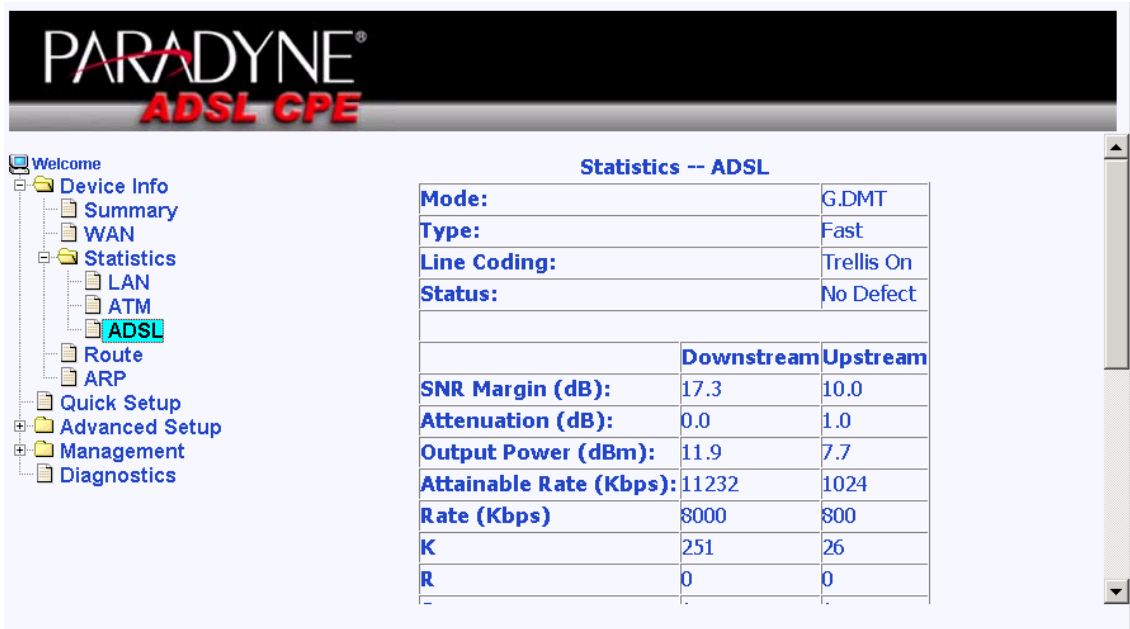 PARADYNE®
ADSL CPE
Welcome
Device Info
Summary
WAN
Statistics
LAN
ATM
ADSL
Route
ARP
Quick Setup
Advanced Setup
Management
Diagnostics
Statistics -- ADSL
Mode: G.DMT
Type: Fast
Line Coding: Trellis On
Status: No Defect
Downstream Upstream
SNR Margin (dB): 17.3 10.0
Attenuation (dB): 0.0 1.0
Output Power (dBm): 11.9 7.7
Attainable Rate (Kbps): 11232 1024
Rate (Kbps) 8000 800
K 251 26
R 0 0